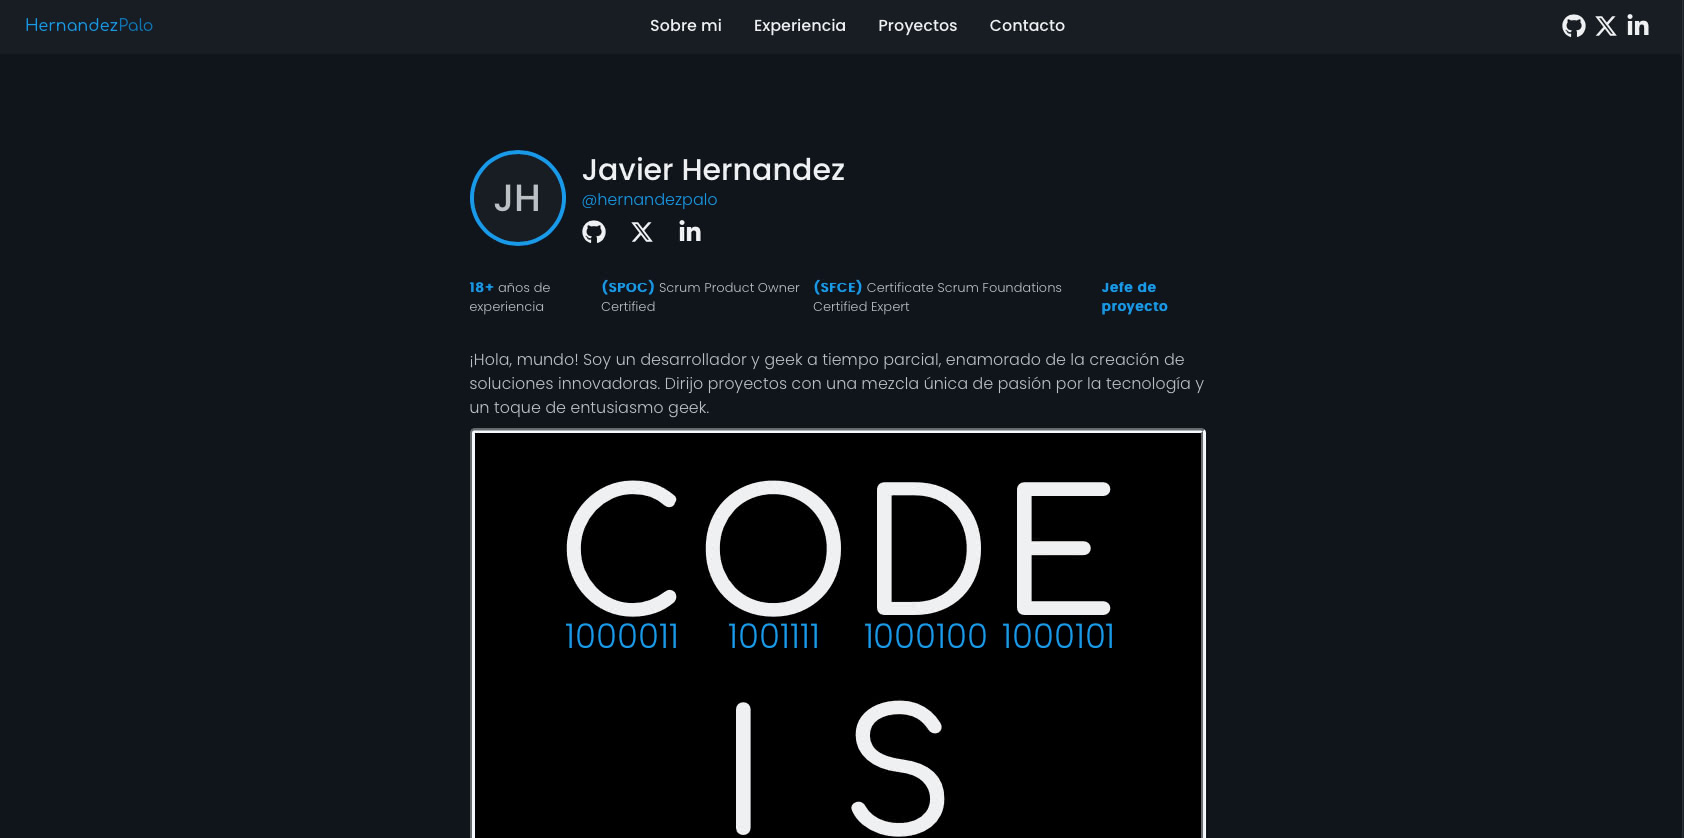 HernandezPalo Sobre mi Experiencia Proyectos Contacto
JH
Javier Hernandez
@hernandezpalo
18+ años de experiencia
(SPOC) Scrum Product Owner Certified
(SFCE) Certificate Scrum Foundations Certified Expert
Jefe de proyecto
¡Hola, mundo! Soy un desarrollador y geek a tiempo parcial, enamorado de la creación de
soluciones innovadoras. Dirijo proyectos con una mezcla única de pasión por la tecnología y
un toque de entusiasmo geek.
CODE
1000011 1001111 1000100 1000101
IS